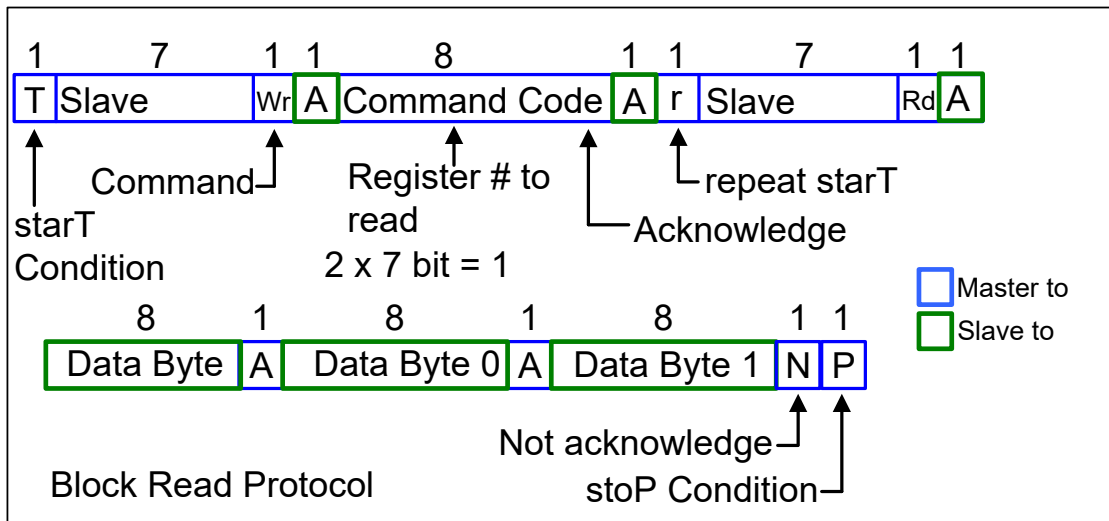 1 7 1 1 8 1 1 7 1 1
T Slave Wr A Command Code A r Slave Rd A
Command
Register # to
read
2 x 7 bit = 1
repeat starT
Acknowledge
starT
Condition
Master to
Slave to
8 1 8 1 8 1 1
Data Byte A Data Byte 0 A Data Byte 1 N P
Not acknowledge
stoP Condition
Block Read Protocol